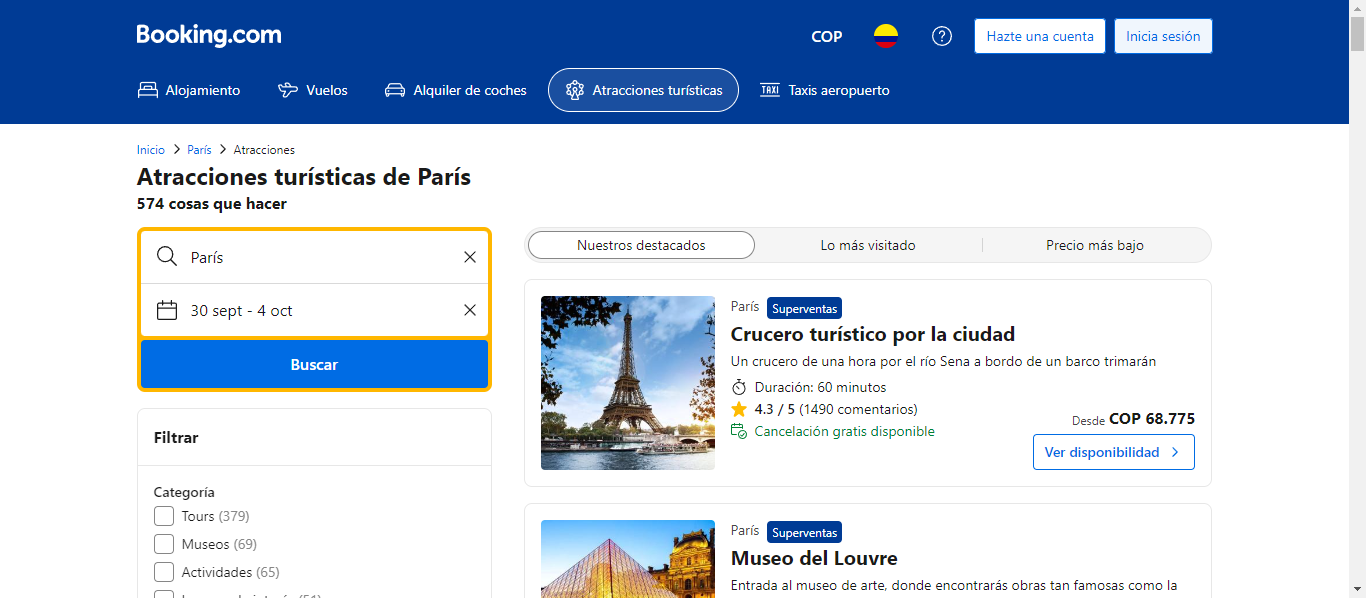 Booking.com
COP
Hazte una cuenta
Inicia sesión
Alojamiento
Vuelos
Alquiler de coches
Atracciones turísticas
TAXI
Taxis aeropuerto
Inicio > París > Atracciones
Atracciones turísticas de París
574 cosas que hacer
París
30 sept - 4 oct
Buscar
Filtrar
Categoría
Tours (379)
Museos (69)
Actividades (65)
Nuestros destacados
Lo más visitado
Precio más bajo
París Superventas
Crucero turístico por la ciudad
Un crucero de una hora por el río Sena a bordo de un barco trimarán
Duración: 60 minutos
4.3 / 5 (1490 comentarios)
Cancelación gratis disponible
Desde COP 68.775
Ver disponibilidad
París Superventas
Museo del Louvre
Entrada al museo de arte, donde encontrarás obras tan famosas como la